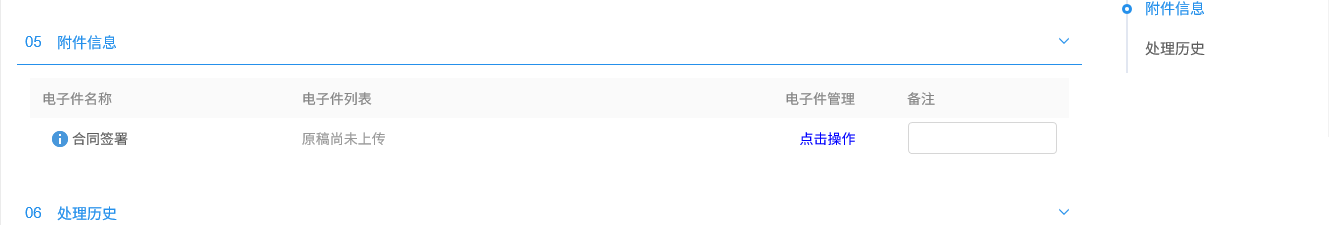 附件信息
05 附件信息
处理历史
电子件名称 电子件列表 电子件管理 备注
合同签署 原稿尚未上传 点击操作
06 处理历史